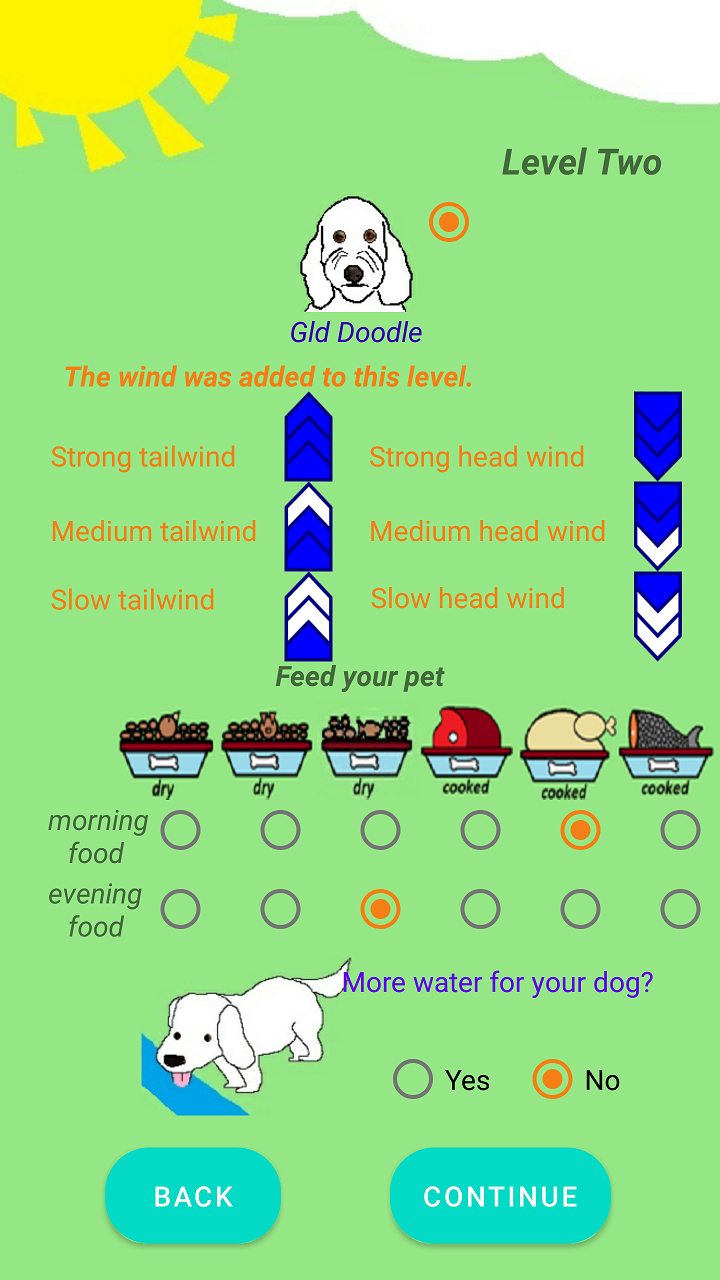 Level Two
Gld Doodle
The wind was added to this level.
Strong tailwind
Strong head wind
Medium tailwind
Medium head wind
Slow tailwind
Slow head wind
Feed your pet
dry
dry
dry
cooked
cooked
cooked
morning
food
evening
food
More water for your dog?
Yes
No
BACK
CONTINUE